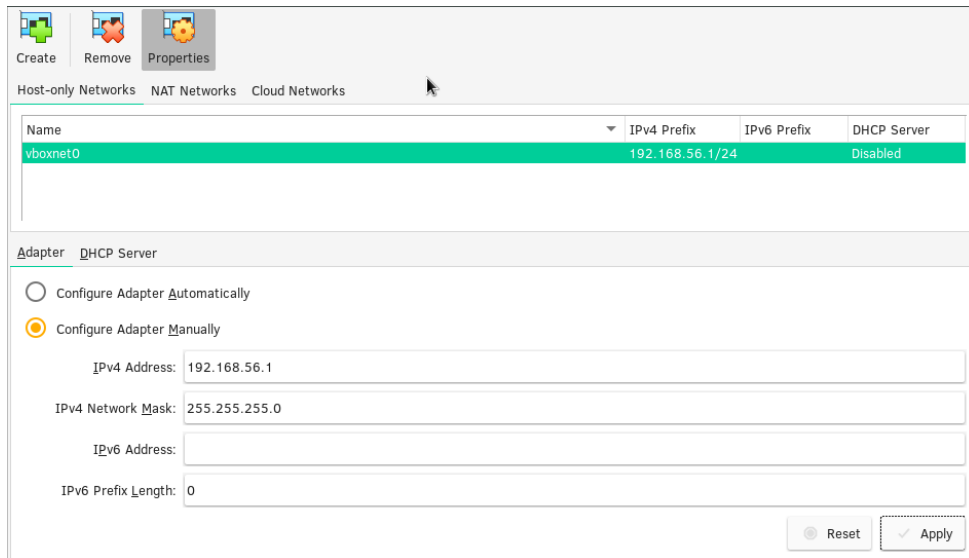 Create Remove Properties
Host-only Networks NAT Networks Cloud Networks
Name IPv4 Prefix IPv6 Prefix DHCP Server
vboxnet0 192.168.56.1/24 Disabled
Adapter DHCP Server
Configure Adapter Automatically
Configure Adapter Manually
IPv4 Address: 192.168.56.1
IPv4 Network Mask: 255.255.255.0
IPv6 Address:
IPv6 Prefix Length: 0
Reset Apply